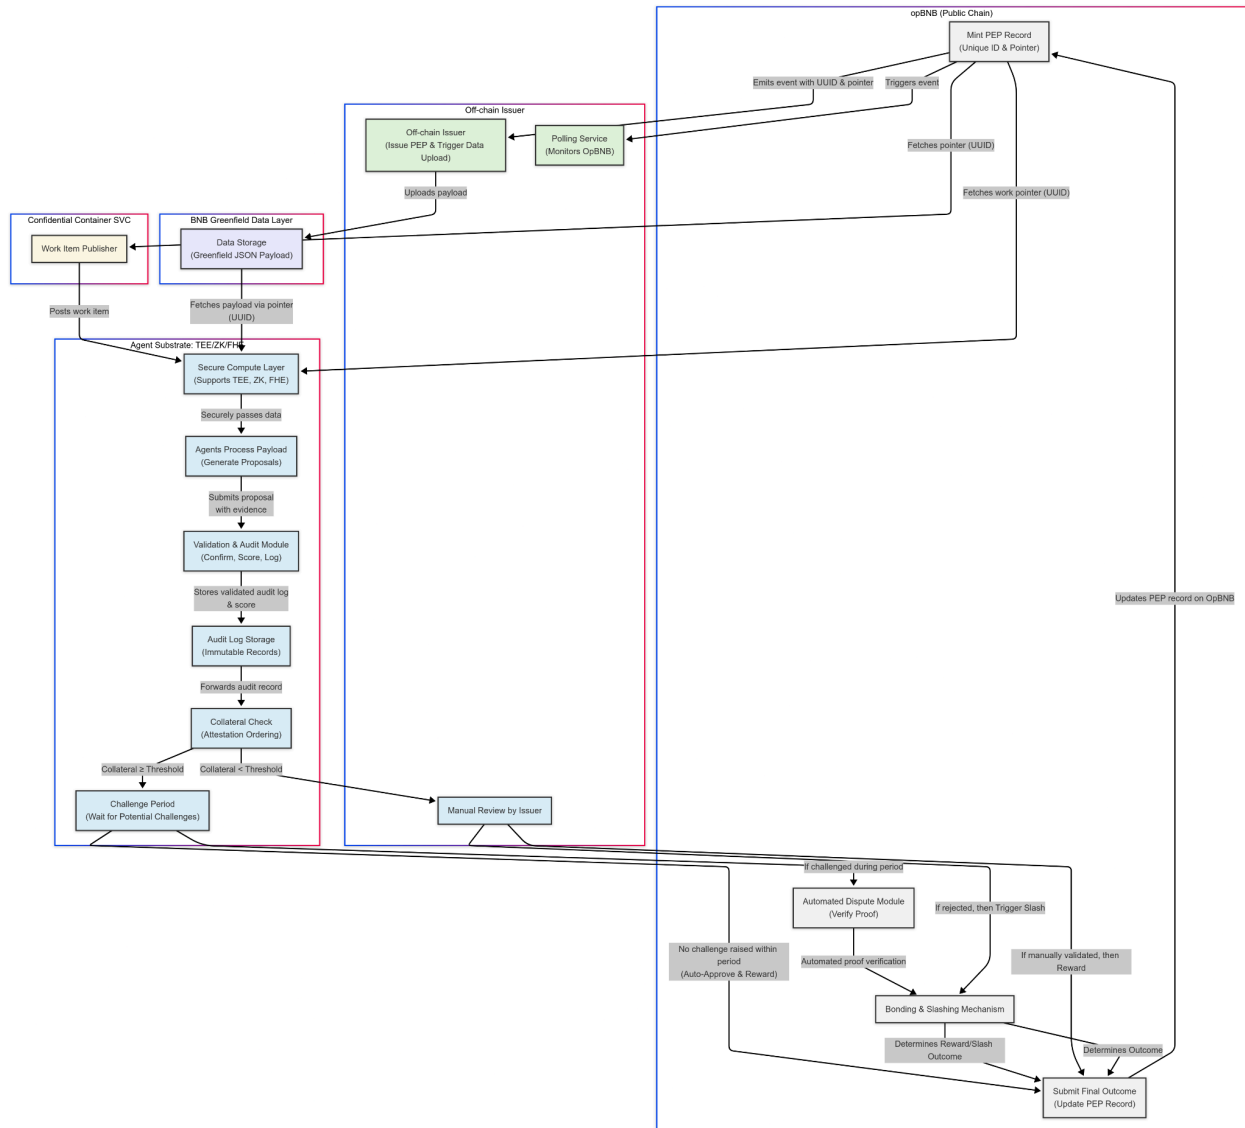 opBNB (Public Chain)
Mint PEP Record
(Unique ID & Pointer)
Emits event with UUID & pointer
Triggers event
Off-chain Issuer
Off-chain Issuer
(Issue PEP & Trigger Data
Upload)
Polling Service
(Monitors OpBNB)
Fetches pointer (UUID)
Uploads payload
Fetches work pointer (UUID)
Confidential Container SVC
BNB Greenfield Data Layer
Work Item Publisher
Data Storage
(Greenfield JSON Payload)
Posts work item
Fetches payload via pointer
(UUID)
Agent Substrate: TEE/ZK/FHE
Secure Compute Layer
(Supports TEE, ZK, FHE)
Securely passes data
Agents Process Payload
(Generate Proposals)
Submits proposal
with evidence
Validation & Audit Module
(Confirm, Score, Log)
Stores validated audit log
& score
Updates PEP record on OpBNB
Audit Log Storage
(Immutable Records)
Forwards audit record
Collateral Check
(Attestation Ordering)
Collateral ≥ Threshold
Collateral < Threshold
Challenge Period
(Wait for Potential Challenges)
Manual Review by Issuer
If challenged during period
Automated Dispute Module
(Verify Proof)
If rejected, then Trigger Slash
No challenge raised within
period
(Auto-Approve & Reward)
Automated proof verification
If manually validated, then
Reward
Bonding & Slashing Mechanism
Determines Reward/Slash
Outcome
Determines Outcome
Submit Final Outcome
(Update PEP Record)